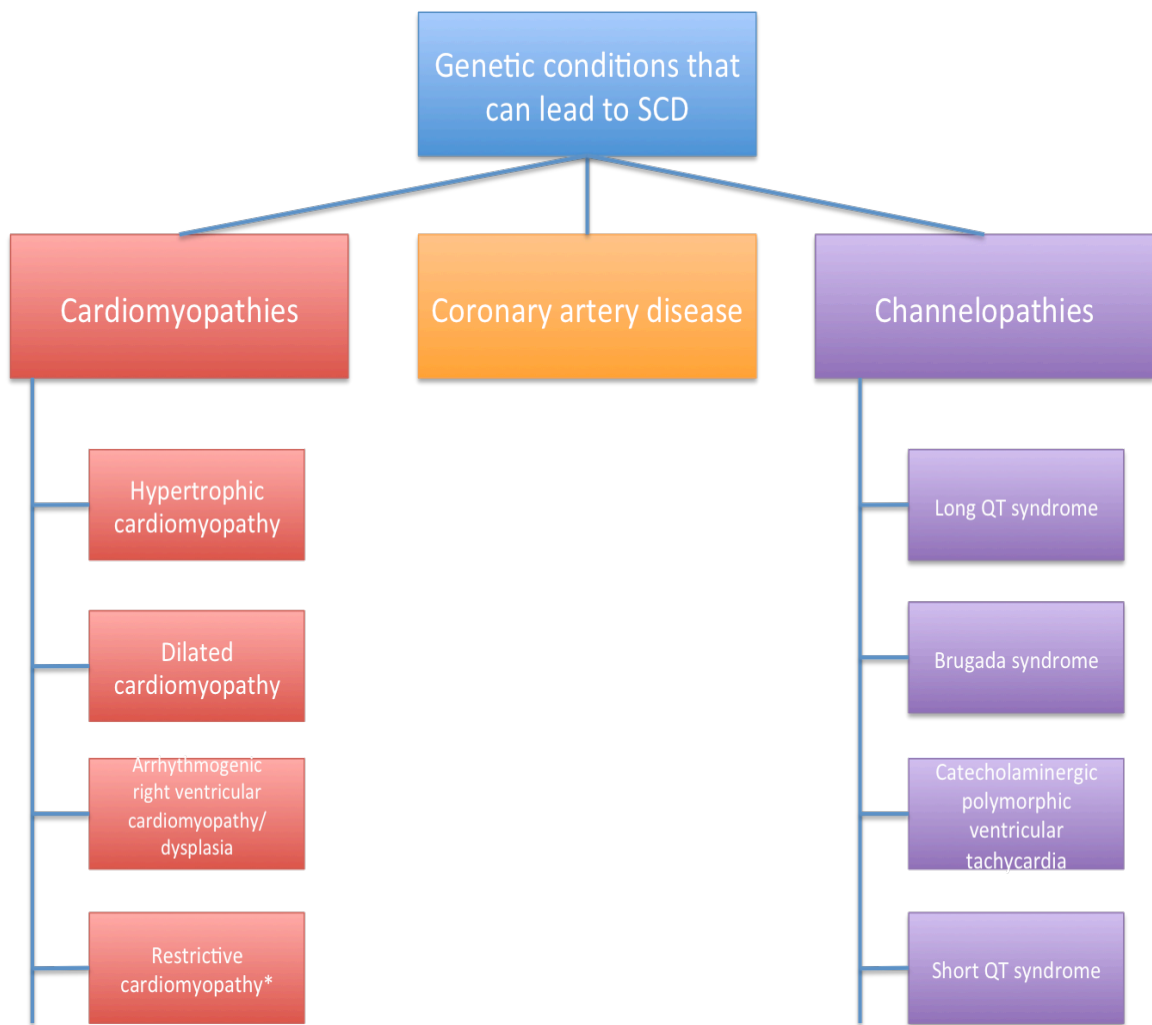 Genetic conditions that
can lead to SCD
Cardiomyopathies
Coronary artery disease
Channelopathies
Hypertrophic
cardiomyopathy
Dilated
cardiomyopathy
Arrhythmogenic
right ventricular
cardiomyopathy/
dysplasia
Restrictive
cardiomyopathy*
Long QT syndrome
Brugada syndrome
Catecholaminergic
polymorphic
ventricular
tachycardia
Short QT syndrome